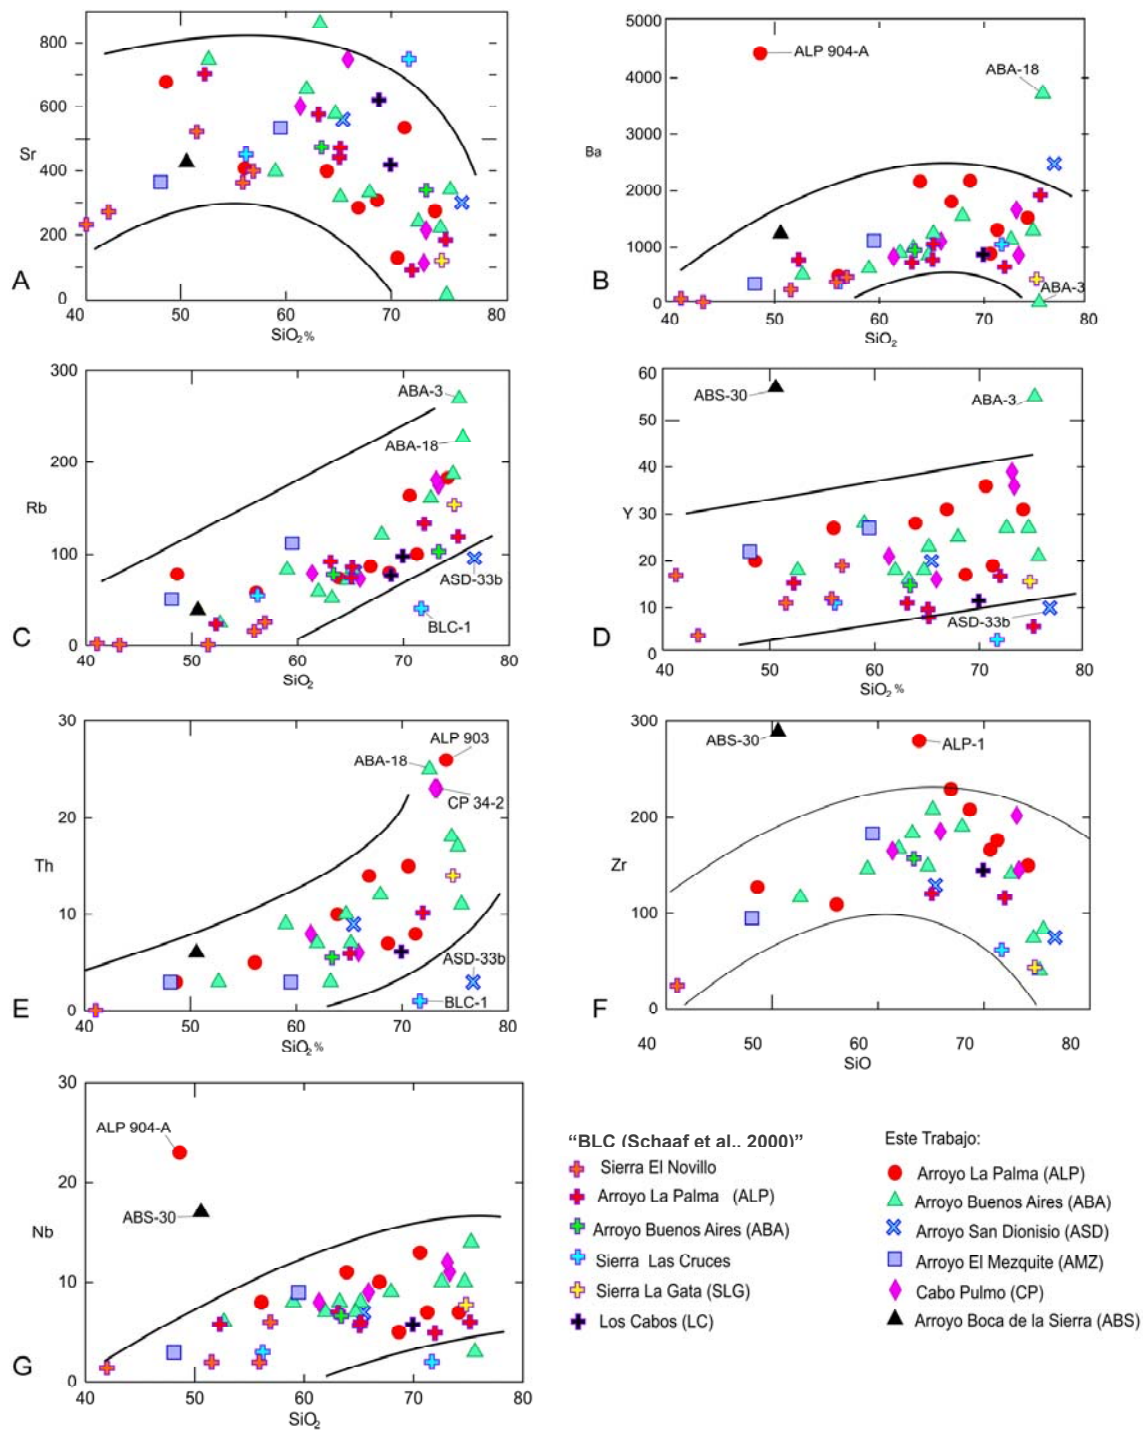 800
600
Sr
400
200
0
A
40
50
60
70
80
SiO2%
Ba
5000
4000
3000
2000
1000
0
B
ALP 904-A
ABA-18
ABA-3
40
50
60
70
80
SiO2
300
200
Rb
100
0
C
ABA-3
ABA-18
ASD-33b
BLC-1
40
50
60
70
80
SiO2
60
50
40
Y
30
20
10
0
D
ABS-30
ABA-3
ASD-33b
40
50
60
70
80
SiO2%
30
20
Th
10
0
E
ALP 903
ABA-18
CP 34-2
ASD-33b
BLC-1
40
50
60
70
80
SiO2%
300
200
Zr
100
0
F
ABS-30
ALP-1
40
60
70
80
SiO
30
20
Nb
10
0
G
ALP 904-A
ABS-30
40
50
60
70
80
SiO2
“BLC (Schaaf et al., 2000)”
Sierra El Novillo
Arroyo La Palma (ALP)
Arroyo Buenos Aires (ABA)
Sierra Las Cruces
Sierra La Gata (SLG)
Los Cabos (LC)
Este Trabajo:
Arroyo La Palma (ALP)
Arroyo Buenos Aires (ABA)
Arroyo San Dionisio (ASD)
Arroyo El Mezquite (AMZ)
Cabo Pulmo (CP)
Arroyo Boca de la Sierra (ABS)